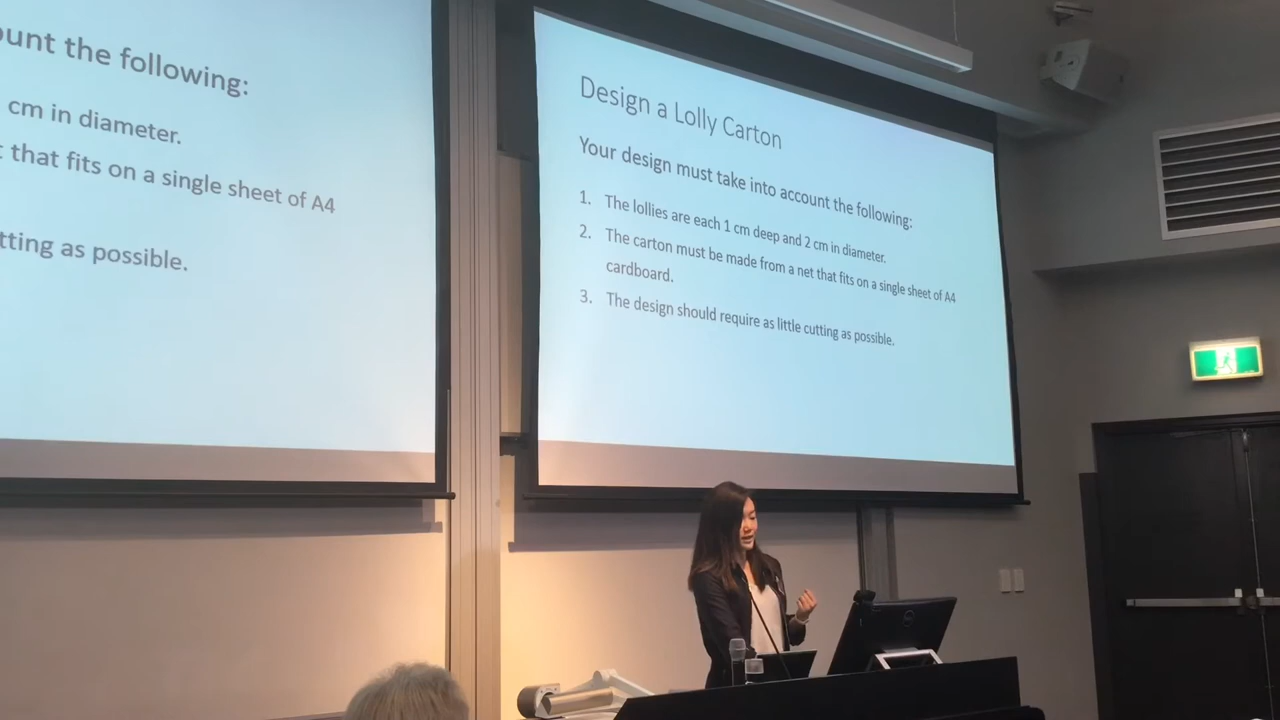 ount the following:
cm in diameter.
that fits on a single sheet of A4
tting as possible.
Design a Lolly Carton
Your design must take into account the following:
1. The lollies are each 1 cm deep and 2 cm in diameter.
2. The carton must be made from a net that fits on a single sheet of A4
cardboard.
3. The design should require as little cutting as possible.
DELL